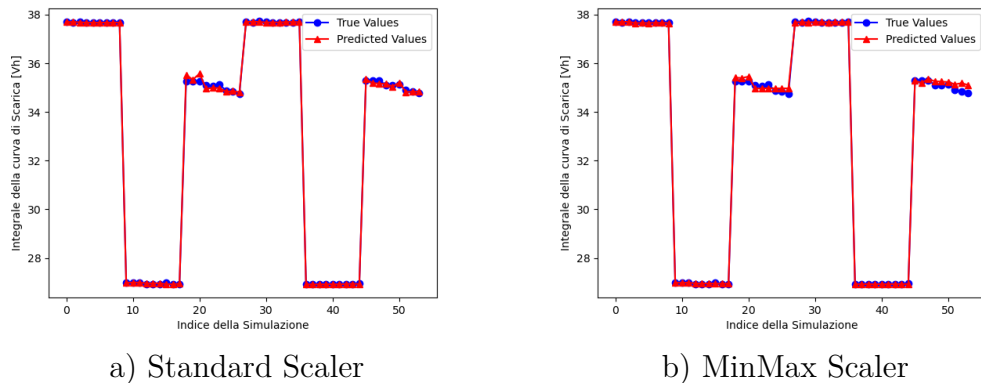 38
36
34
32
30
28
Integrale della curva di Scarica [Vh]
True Values
Predicted Values
0
10
20
30
40
50
Indice della Simulazione
a) Standard Scaler
38
36
34
32
30
28
Integrale della curva di Scarica [Vh]
True Values
Predicted Values
0
10
20
30
40
50
Indice della Simulazione
b) MinMax Scaler